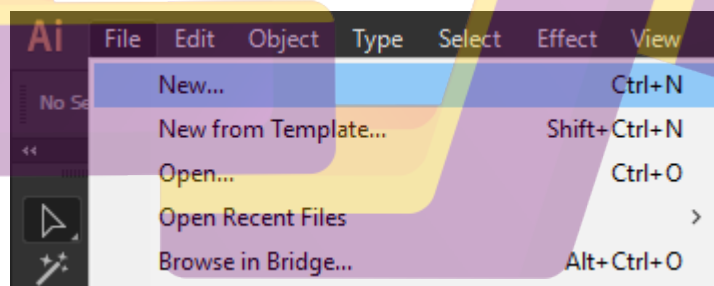 Ai File Edit Object Type Select Effect View
No Se
New... Ctrl+N
New from Template... Shift+Ctrl+N
Open... Ctrl+O
Open Recent Files >
Browse in Bridge... Alt+Ctrl+O